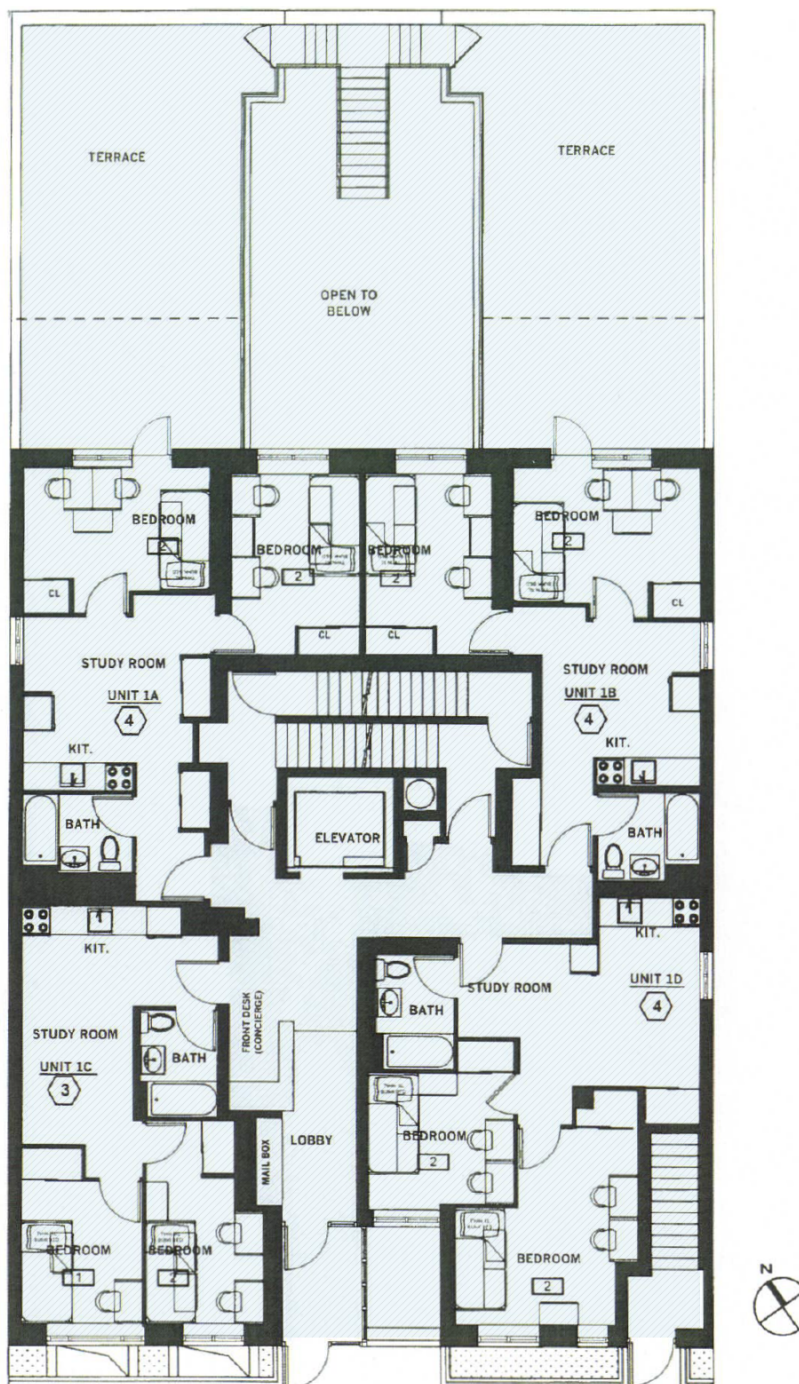 TERRACE
TERRACE
OPEN TO
BELOW
BEDROOM
2
BEDROOM
2
BEDROOM
2
BEDROOM
2
CL
CL
CL
CL
STUDY ROOM
UNIT 1A
4
KIT.
BATH
STUDY ROOM
UNIT 1B
4
KIT.
BATH
ELEVATOR
KIT.
STUDY ROOM
UNIT 1C
3
BATH
FRONT DESK
(CONCIERGE)
KIT.
STUDY ROOM
UNIT 1D
4
BATH
MAIL BOX
LOBBY
BEDROOM
2
BEDROOM
1
BEDROOM
2
BEDROOM
2
Z